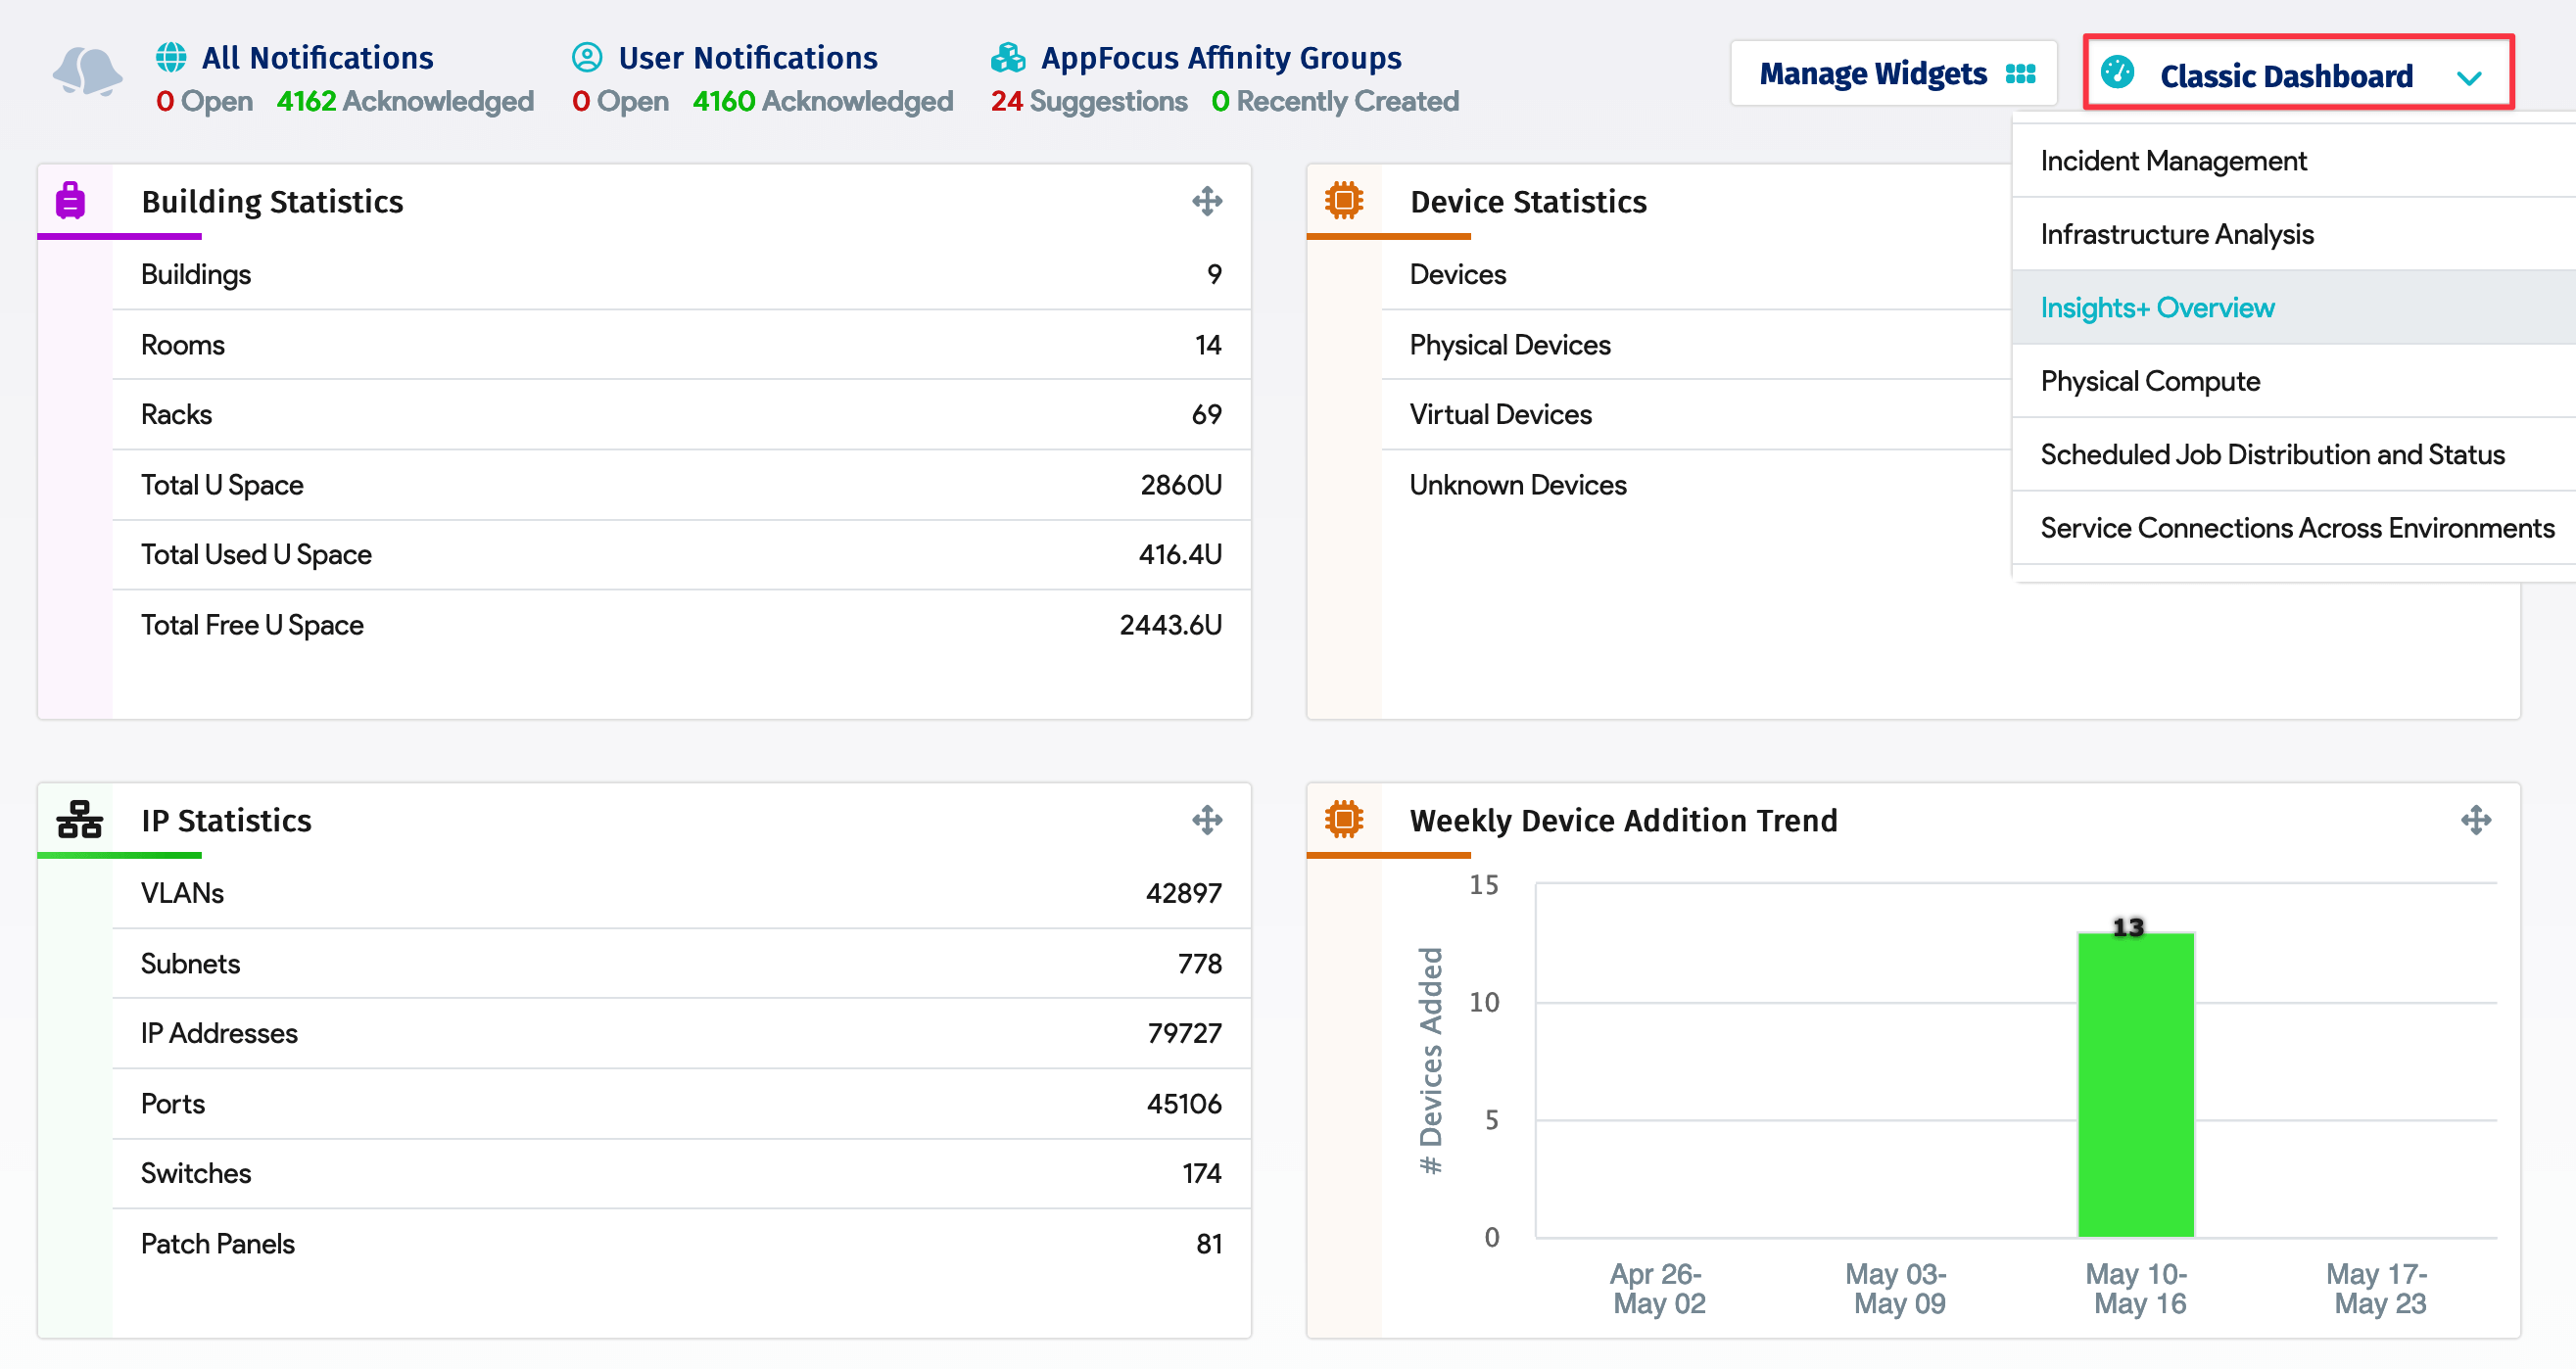 All Notifications
0 Open 4162 Acknowledged
User Notifications
0 Open 4160 Acknowledged
AppFocus Affinity Groups
24 Suggestions 0 Recently Created
Manage Widgets
Classic Dashboard
Incident Management
Infrastructure Analysis
Insights+ Overview
Physical Compute
Scheduled Job Distribution and Status
Service Connections Across Environments
Building Statistics
Buildings 9
Rooms 14
Racks 69
Total U Space 2860U
Total Used U Space 416.4U
Total Free U Space 2443.6U
Device Statistics
Devices
Physical Devices
Virtual Devices
Unknown Devices
IP Statistics
VLANs 42897
Subnets 778
IP Addresses 79727
Ports 45106
Switches 174
Patch Panels 81
Weekly Device Addition Trend
# Devices Added
15
10
5
0
13
Apr 26-
May 02
May 03-
May 09
May 10-
May 16
May 17-
May 23